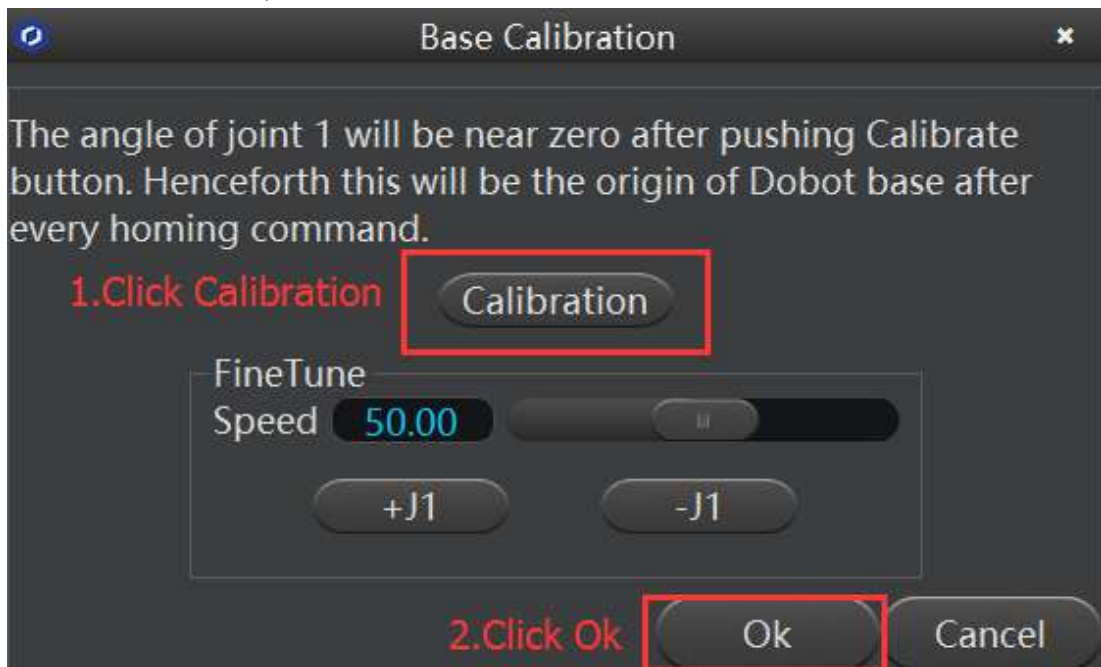 Base Calibration
The angle of joint 1 will be near zero after pushing Calibrate
button. Henceforth this will be the origin of Dobot base after
every homing command.
1.Click Calibration Calibration
FineTune
Speed 50.00
+J1 -J1
2.Click Ok Ok Cancel